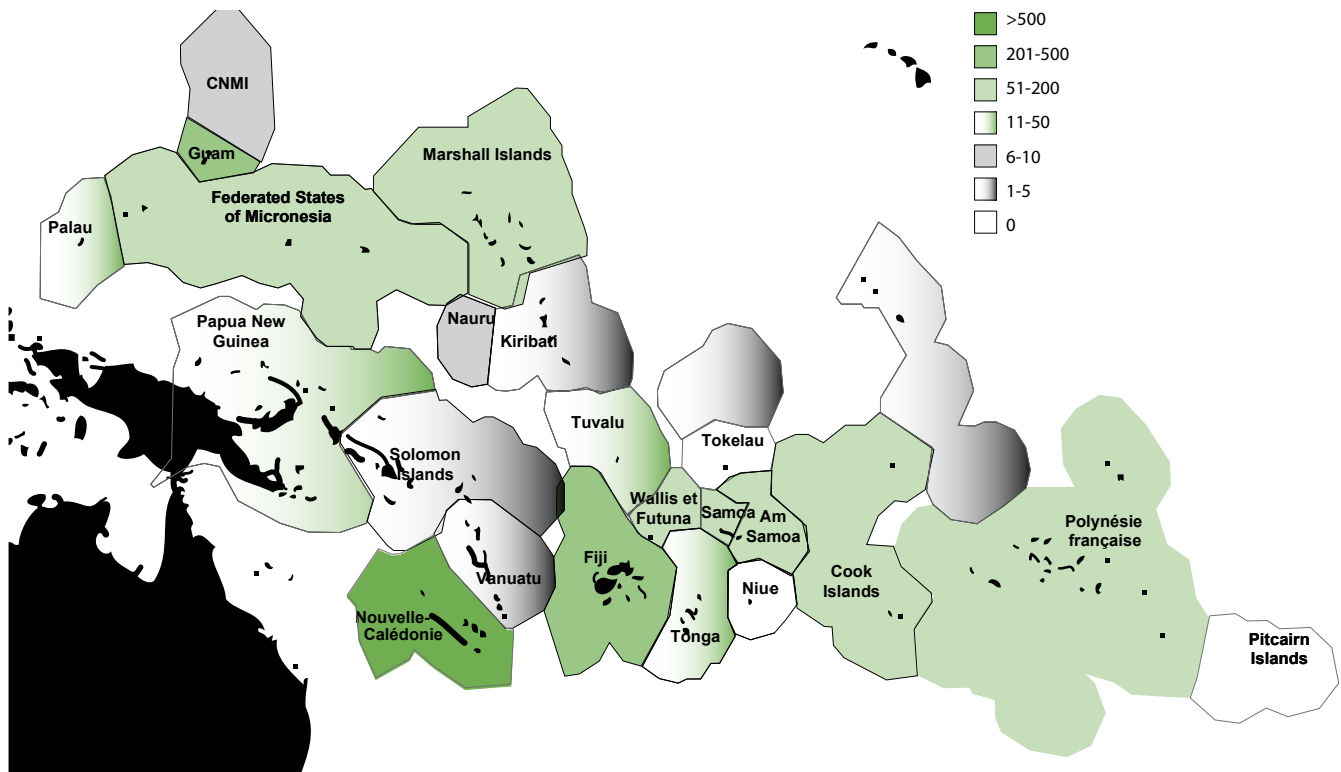 >500
201-500
51-200
11-50
6-10
1-5
0
CNMI
Guam
Marshall Islands
Federated States
of Micronesia
Palau
Papua New
Guinea
Nauru
Kiribati
Tuvalu
Tokelau
Solomon
Islands
Wallis et
Futuna
Samoa
Am
Samoa
Polynésie
française
Vanuatu
Fiji
Niue
Cook
Islands
Nouvelle-
Calédonie
Tonga
Pitcairn
Islands